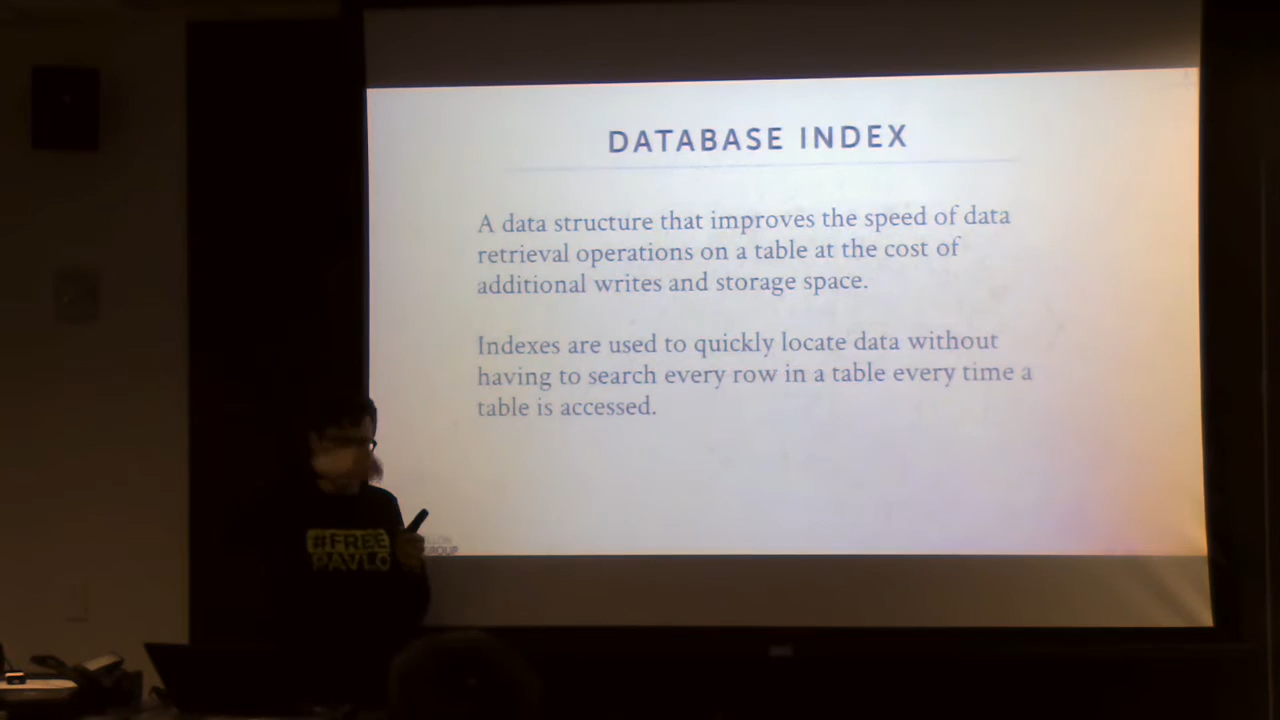 DATABASE INDEX
A data structure that improves the speed of data
retrieval operations on a table at the cost of
additional writes and storage space.
Indexes are used to quickly locate data without
having to search every row in a table every time a
table is accessed.
#FREE
PAVLO
GROUP